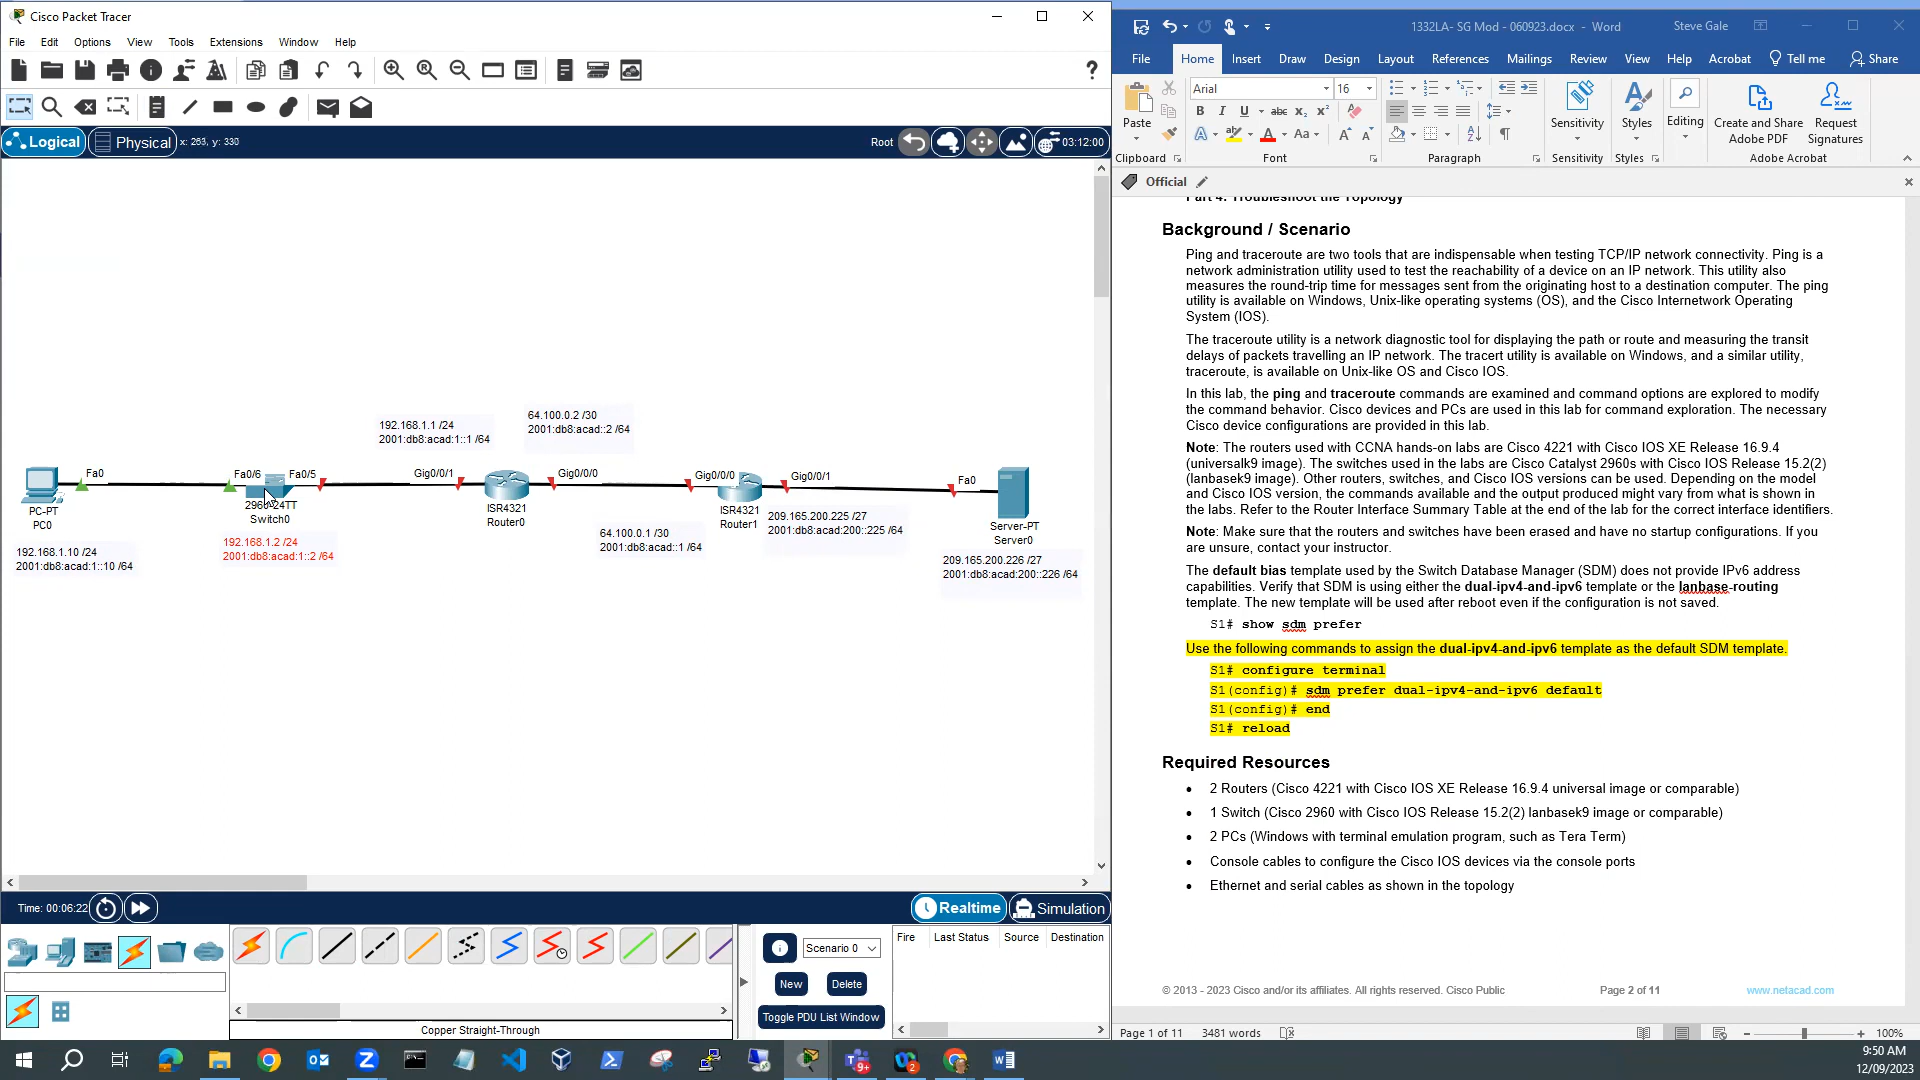 Cisco Packet Tracer
File Edit Options View Tools Extensions Window Help
Logical Physical x: 263, y: 330 Root 03:12:00
192.168.1.1 /24
2001:db8:acad:1::1 /64
64.100.0.2 /30
2001:db8:acad::2 /64
Fa0 Fa0/6 Fa0/5 Gig0/0/1 Gig0/0/0 Gig0/0/0 Gig0/0/1 Fa0
PC-PT
PC0
2960-24TT
Switch0
ISR4321
Router0
ISR4321
Router1
Server-PT
Server0
192.168.1.10 /24
2001:db8:acad:1::10 /64
192.168.1.2 /24
2001:db8:acad:1::2 /64
64.100.0.1 /30
2001:db8:acad::1 /64
209.165.200.225 /27
2001:db8:acad:200::225 /64
209.165.200.226 /27
2001:db8:acad:200::226 /64
Time: 00:06:22 Realtime Simulation
Scenario 0
New Delete
Toggle PDU List Window
Fire Last Status Source Destination
Copper Straight-Through
1332LA- SG Mod - 060923.docx - Word Steve Gale
File Home Insert Draw Design Layout References Mailings Review View Help Acrobat Tell me Share
Arial 16
Paste Sensitivity Styles Editing Create and Share Adobe PDF Request Signatures
Clipboard Font Paragraph Sensitivity Styles Adobe Acrobat
Official
Part 4: Troubleshoot the Topology
Background / Scenario
Ping and traceroute are two tools that are indispensable when testing TCP/IP network connectivity. Ping is a
network administration utility used to test the reachability of a device on an IP network. This utility also
measures the round-trip time for messages sent from the originating host to a destination computer. The ping
utility is available on Windows, Unix-like operating systems (OS), and the Cisco Internetwork Operating
System (IOS).
The traceroute utility is a network diagnostic tool for displaying the path or route and measuring the transit
delays of packets travelling an IP network. The tracert utility is available on Windows, and a similar utility,
traceroute, is available on Unix-like OS and Cisco IOS.
In this lab, the ping and traceroute commands are examined and command options are explored to modify
the command behavior. Cisco devices and PCs are used in this lab for command exploration. The necessary
Cisco device configurations are provided in this lab.
Note: The routers used with CCNA hands-on labs are Cisco 4221 with Cisco IOS XE Release 16.9.4
(universalk9 image). The switches used in the labs are Cisco Catalyst 2960s with Cisco IOS Release 15.2(2)
(lanbasek9 image). Other routers, switches, and Cisco IOS versions can be used. Depending on the model
and Cisco IOS version, the commands available and the output produced might vary from what is shown in
the labs. Refer to the Router Interface Summary Table at the end of the lab for the correct interface identifiers.
Note: Make sure that the routers and switches have been erased and have no startup configurations. If you
are unsure, contact your instructor.
The default bias template used by the Switch Database Manager (SDM) does not provide IPv6 address
capabilities. Verify that SDM is using either the dual-ipv4-and-ipv6 template or the lanbase-routing
template. The new template will be used after reboot even if the configuration is not saved.
S1# show sdm prefer
Use the following commands to assign the dual-ipv4-and-ipv6 template as the default SDM template.
S1# configure terminal
S1(config)# sdm prefer dual-ipv4-and-ipv6 default
S1(config)# end
S1# reload
Required Resources
• 2 Routers (Cisco 4221 with Cisco IOS XE Release 16.9.4 universal image or comparable)
• 1 Switch (Cisco 2960 with Cisco IOS Release 15.2(2) lanbasek9 image or comparable)
• 2 PCs (Windows with terminal emulation program, such as Tera Term)
• Console cables to configure the Cisco IOS devices via the console ports
• Ethernet and serial cables as shown in the topology
© 2013 - 2023 Cisco and/or its affiliates. All rights reserved. Cisco Public Page 2 of 11 www.netacad.com
Page 1 of 11 3481 words 100%
9:50 AM
12/09/2023